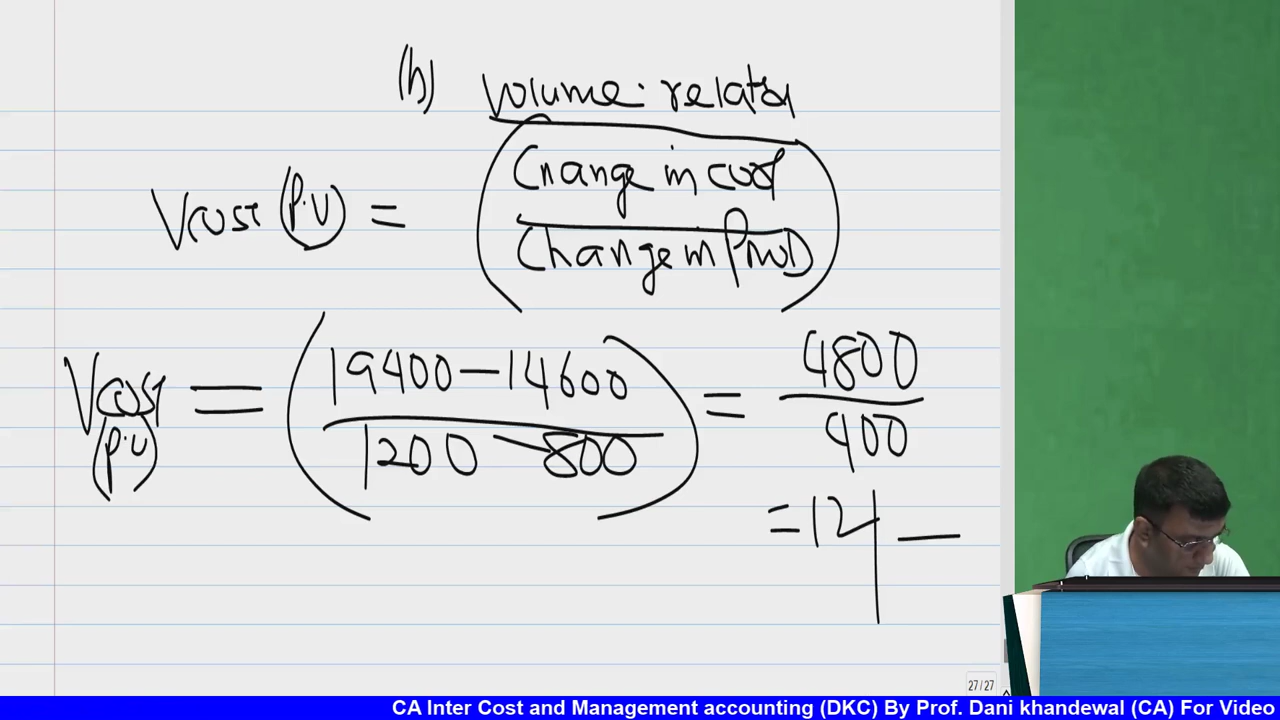 (h) Volume. relatn
Vcost (P.U) = (Change in cost / Change in Prod)
Vcost (P.U) = (19400 - 14600 / 1200 - 800) = 4800 / 400
= 12/—
27/27
CA Inter Cost and Management accounting (DKC) By Prof. Dani khandewal (CA) For Video